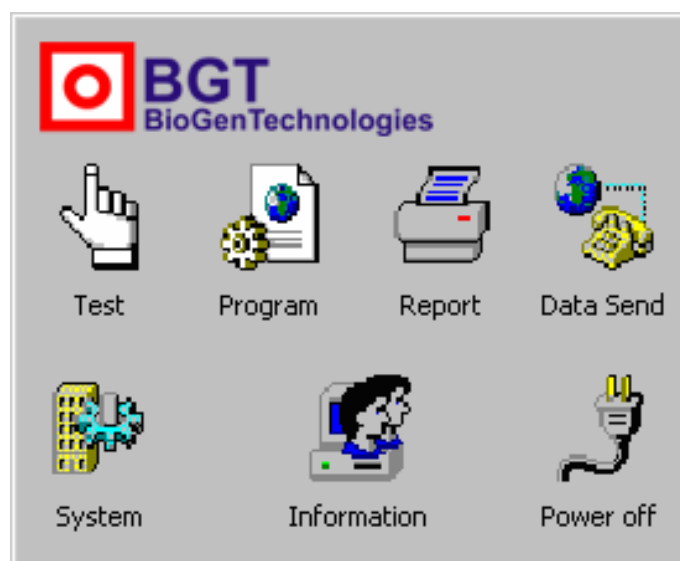 BGT
BioGenTechnologies
Test Program Report Data Send
System Information Power off